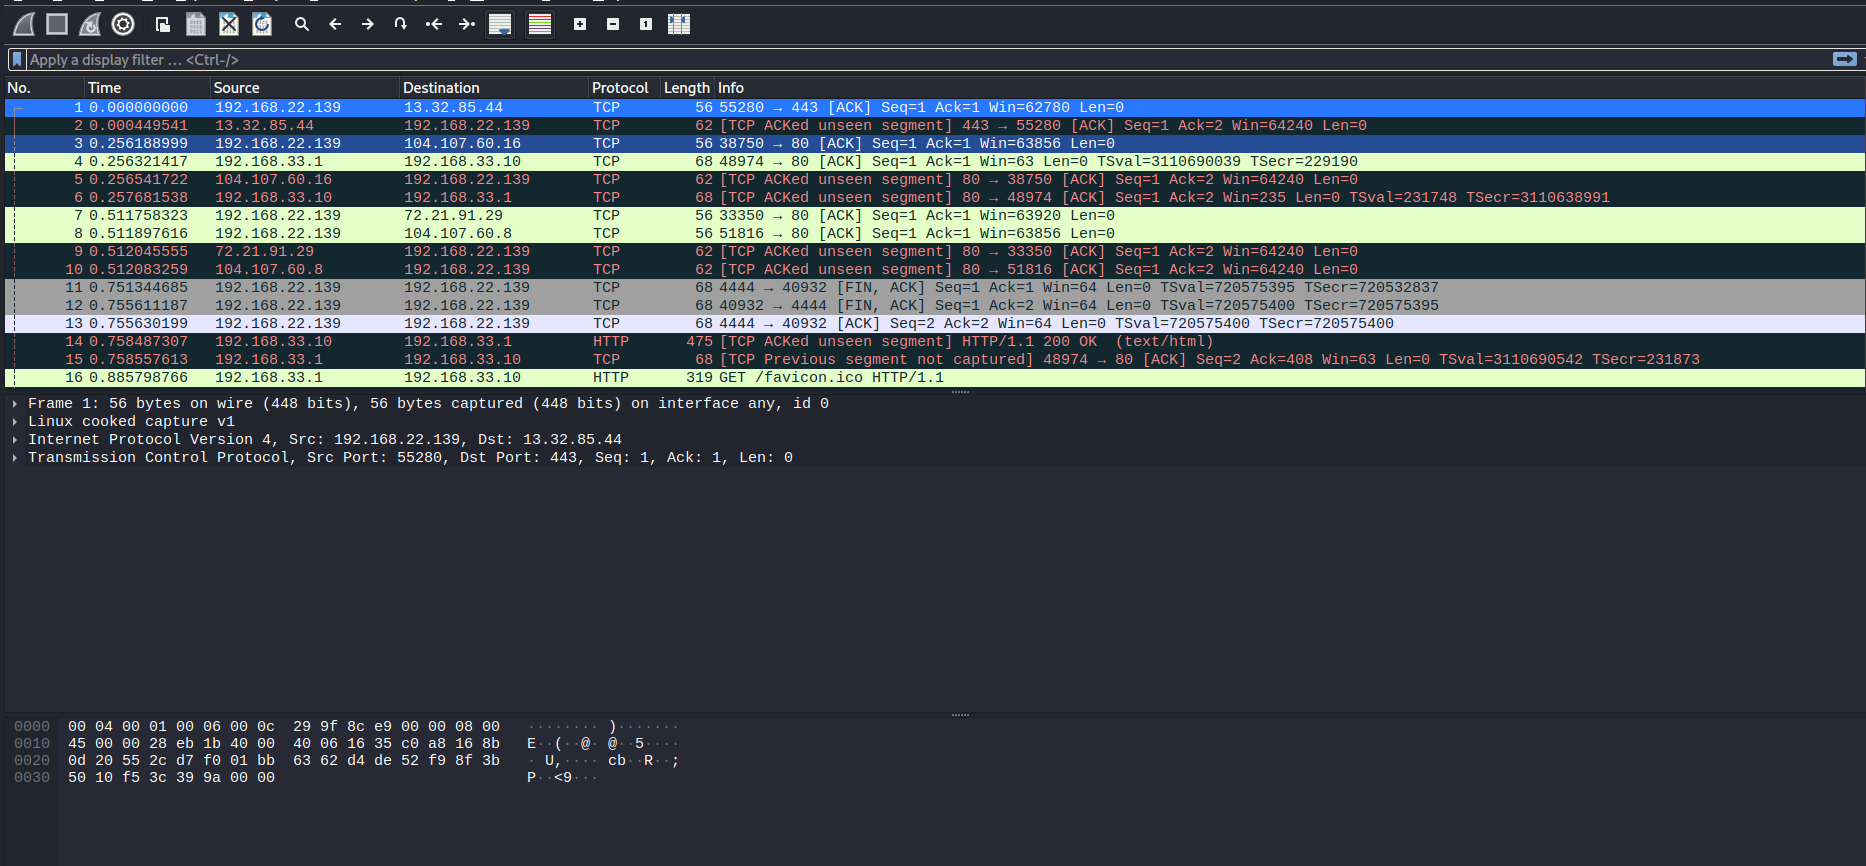 Apply a display filter … <Ctrl-/>
No. Time Source Destination Protocol Length Info
1 0.000000000 192.168.22.139 13.32.85.44 TCP 56 55280 → 443 [ACK] Seq=1 Ack=1 Win=62780 Len=0
2 0.000449541 13.32.85.44 192.168.22.139 TCP 62 [TCP ACKed unseen segment] 443 → 55280 [ACK] Seq=1 Ack=2 Win=64240 Len=0
3 0.256188999 192.168.22.139 104.107.60.16 TCP 56 38750 → 80 [ACK] Seq=1 Ack=1 Win=63856 Len=0
4 0.256321417 192.168.33.1 192.168.33.10 TCP 68 48974 → 80 [ACK] Seq=1 Ack=1 Win=63 Len=0 TSval=3110690039 TSecr=229190
5 0.256541722 104.107.60.16 192.168.22.139 TCP 62 [TCP ACKed unseen segment] 80 → 38750 [ACK] Seq=1 Ack=2 Win=64240 Len=0
6 0.257681538 192.168.33.10 192.168.33.1 TCP 68 [TCP ACKed unseen segment] 80 → 48974 [ACK] Seq=1 Ack=2 Win=235 Len=0 TSval=231748 TSecr=3110638991
7 0.511758323 192.168.22.139 72.21.91.29 TCP 56 33350 → 80 [ACK] Seq=1 Ack=1 Win=63920 Len=0
8 0.511897616 192.168.22.139 104.107.60.8 TCP 56 51816 → 80 [ACK] Seq=1 Ack=1 Win=63856 Len=0
9 0.512045555 72.21.91.29 192.168.22.139 TCP 62 [TCP ACKed unseen segment] 80 → 33350 [ACK] Seq=1 Ack=2 Win=64240 Len=0
10 0.512083259 104.107.60.8 192.168.22.139 TCP 62 [TCP ACKed unseen segment] 80 → 51816 [ACK] Seq=1 Ack=2 Win=64240 Len=0
11 0.751344685 192.168.22.139 192.168.22.139 TCP 68 4444 → 40932 [FIN, ACK] Seq=1 Ack=1 Win=64 Len=0 TSval=720575395 TSecr=720532837
12 0.755611187 192.168.22.139 192.168.22.139 TCP 68 40932 → 4444 [FIN, ACK] Seq=1 Ack=2 Win=64 Len=0 TSval=720575400 TSecr=720575395
13 0.755630199 192.168.22.139 192.168.22.139 TCP 68 4444 → 40932 [ACK] Seq=2 Ack=2 Win=64 Len=0 TSval=720575400 TSecr=720575400
14 0.758487307 192.168.33.10 192.168.33.1 HTTP 475 [TCP ACKed unseen segment] HTTP/1.1 200 OK  (text/html)
15 0.758557613 192.168.33.1 192.168.33.10 TCP 68 [TCP Previous segment not captured] 48974 → 80 [ACK] Seq=2 Ack=408 Win=63 Len=0 TSval=3110690542 TSecr=231873
16 0.885798766 192.168.33.1 192.168.33.10 HTTP 319 GET /favicon.ico HTTP/1.1
Frame 1: 56 bytes on wire (448 bits), 56 bytes captured (448 bits) on interface any, id 0
Linux cooked capture v1
Internet Protocol Version 4, Src: 192.168.22.139, Dst: 13.32.85.44
Transmission Control Protocol, Src Port: 55280, Dst Port: 443, Seq: 1, Ack: 1, Len: 0
0000 00 04 00 01 00 06 00 0c 29 9f 8c e9 00 00 08 00 ········ )·······
0010 45 00 00 28 eb 1b 40 00 40 06 16 35 c0 a8 16 8b E··(··@· @··5····
0020 0d 20 55 2c d7 f0 01 bb 63 62 d4 de 52 f9 8f 3b · U,···· cb··R··;
0030 50 10 f5 3c 39 9a 00 00 P··<9···